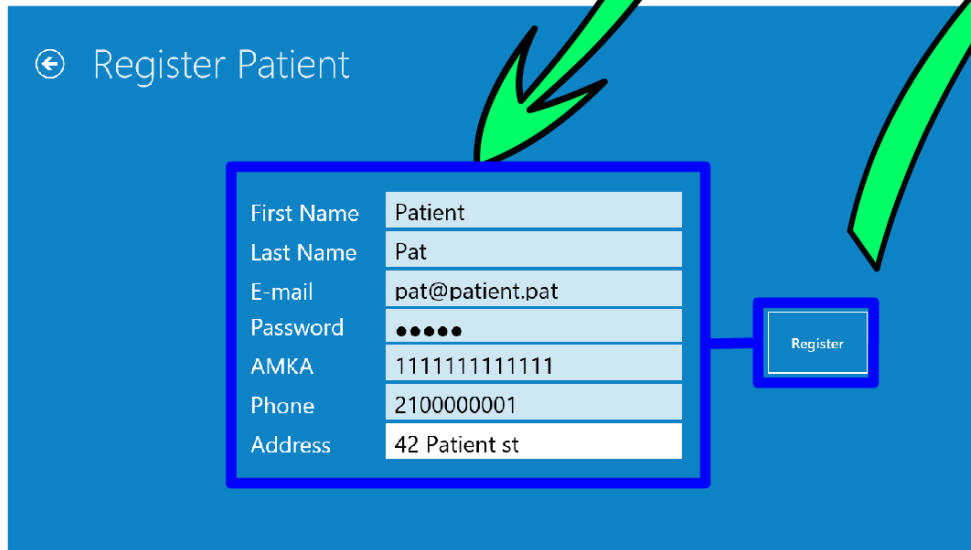 Register Patient
First Name Patient
Last Name Pat
E-mail pat@patient.pat
Password ●●●●●
AMKA 1111111111111
Phone 2100000001
Address 42 Patient st
Register